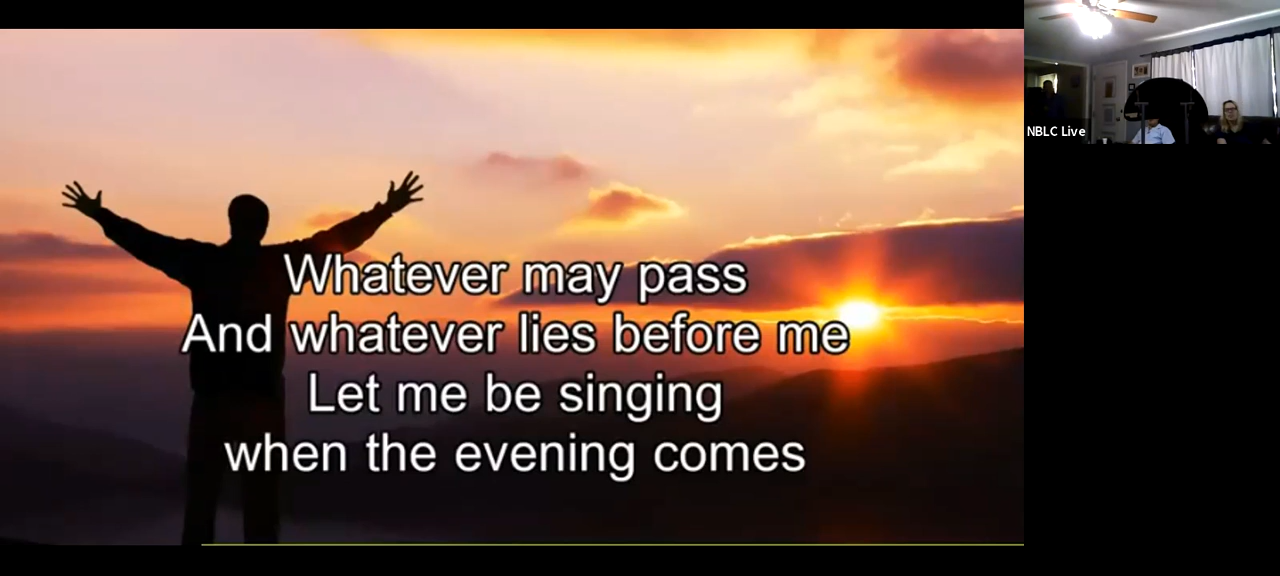 Whatever may pass
And whatever lies before me
Let me be singing
when the evening comes
NBLC Live